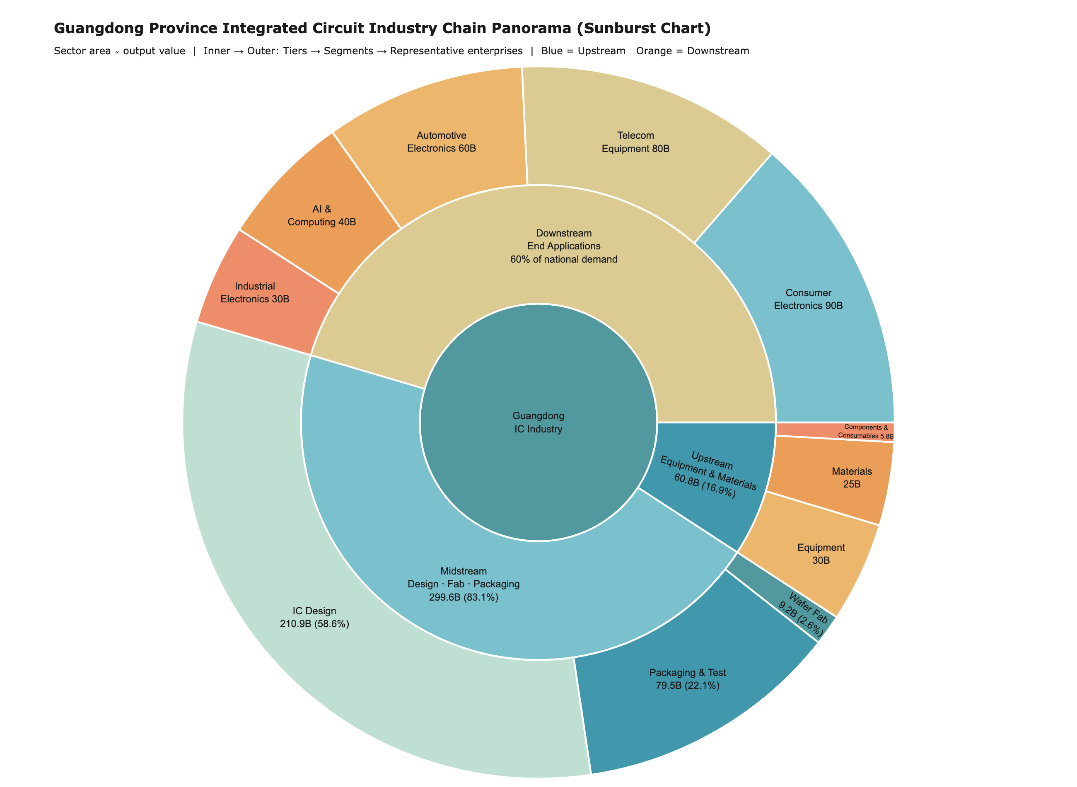 Guangdong Province Integrated Circuit Industry Chain Panorama (Sunburst Chart)
Sector area ∝ output value | Inner → Outer: Tiers → Segments → Representative enterprises | Blue = Upstream Orange = Downstream
Automotive
Electronics 60B
Telecom
Equipment 80B
AI &
Computing 40B
Downstream
End Applications
60% of national demand
Industrial
Electronics 30B
Consumer
Electronics 90B
Guangdong
IC Industry
Components &
Consumables 5.8B
Upstream
Equipment & Materials
60.8B (16.9%)
Materials
25B
Equipment
30B
Midstream
Design · Fab · Packaging
299.6B (83.1%)
Wafer Fab
9.2B (2.6%)
IC Design
210.9B (58.6%)
Packaging & Test
79.5B (22.1%)